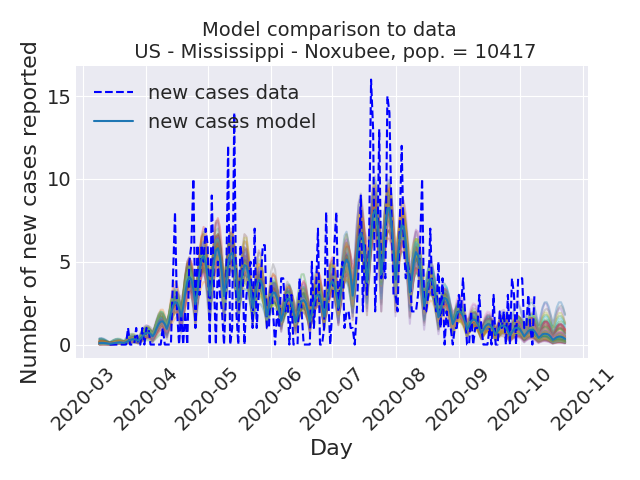 Model comparison to data
US - Mississippi - Noxubee, pop. = 10417
Number of new cases reported
15
10
5
0
new cases data
new cases model
2020-03
2020-04
2020-05
2020-06
2020-07
2020-08
2020-09
2020-10
2020-11
Day